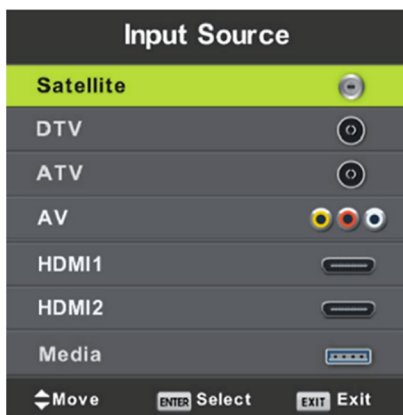 Input Source
Satellite
DTV
ATV
AV
HDMI1
HDMI2
Media
Move ENTER Select EXIT Exit